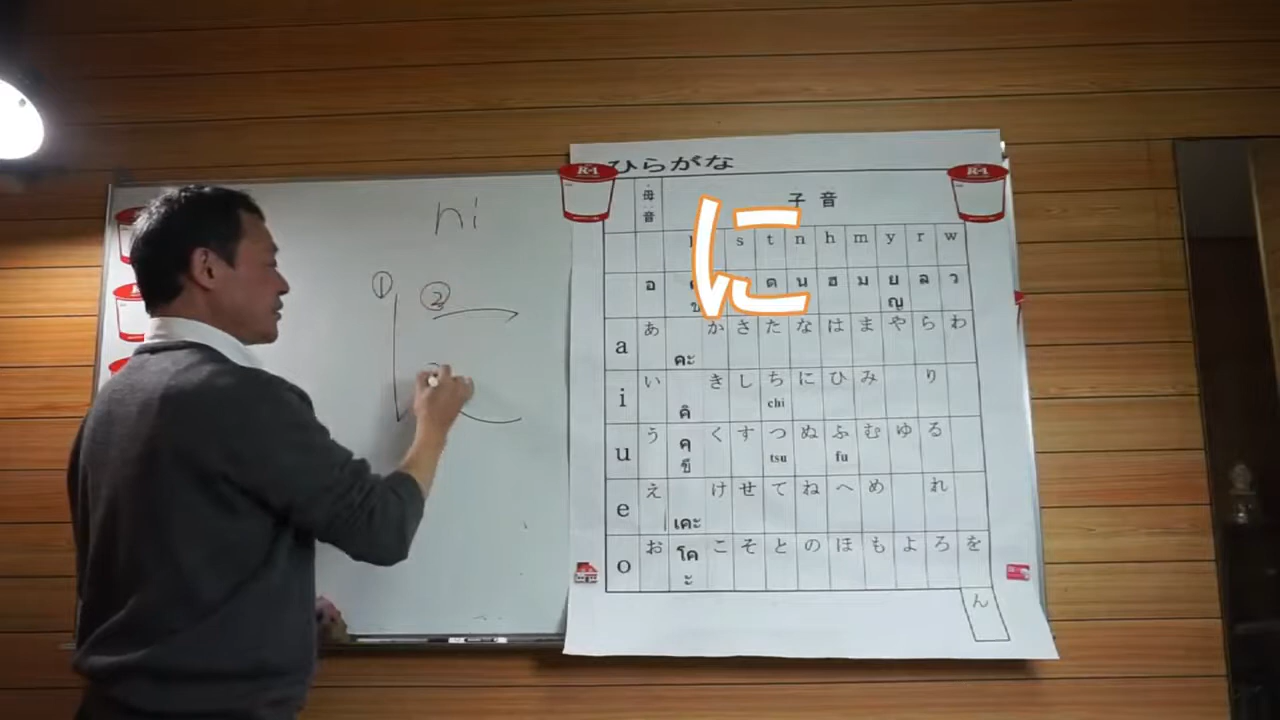 ni
① ②
R-1
R-1
ひらがな
母音
子音
に
s t n h m y r w
อ ต น ฮ ม ย ล ว
ญ
a あ คะ か さ た な は ま や ら わ
i い คิ き し ち に ひ み り
chi
u う คุ く す つ ぬ ふ む ゆ る
คึ tsu fu
e え เคะ け せ て ね へ め れ
o お โคะ こ そ と の ほ も よ ろ を
ん